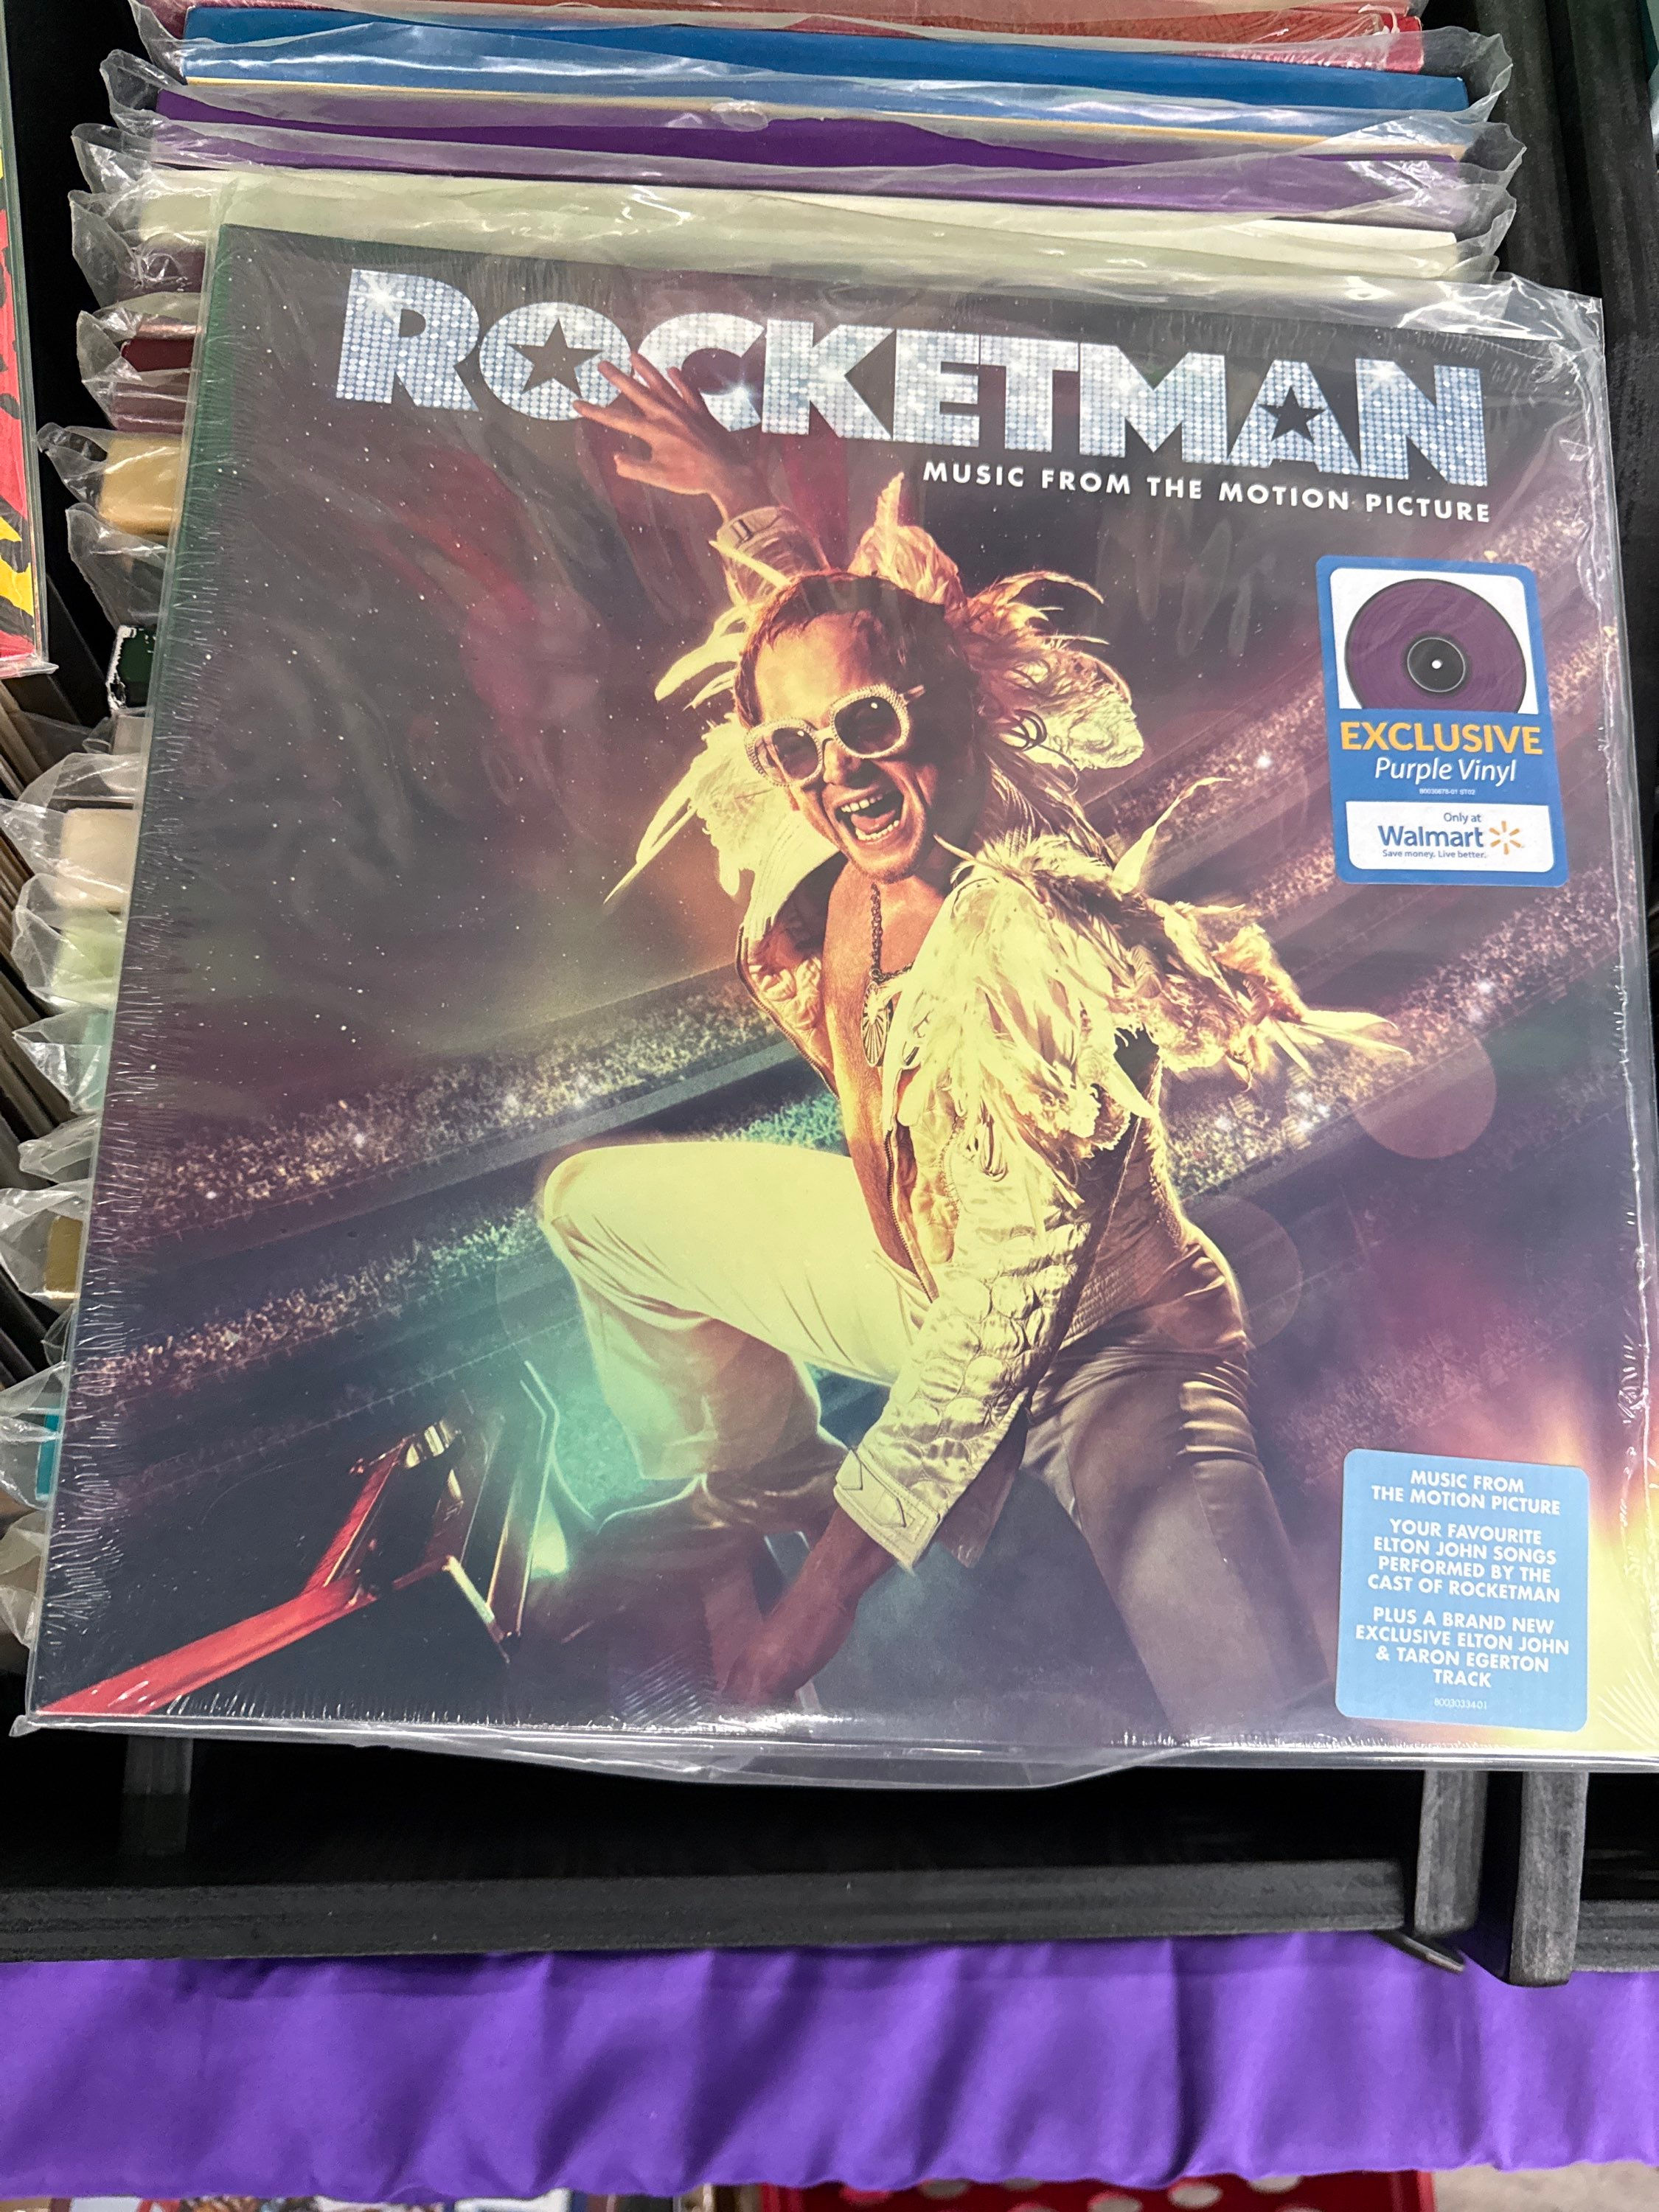 ROCKETMAN
MUSIC FROM THE MOTION PICTURE
EXCLUSIVE
Purple Vinyl
Only at
Walmart
Save money. Live better.
MUSIC FROM
THE MOTION PICTURE
YOUR FAVOURITE
ELTON JOHN SONGS
PERFORMED BY THE
CAST OF ROCKETMAN
PLUS A BRAND NEW
EXCLUSIVE ELTON JOHN
& TARON EGERTON
TRACK
B003033401